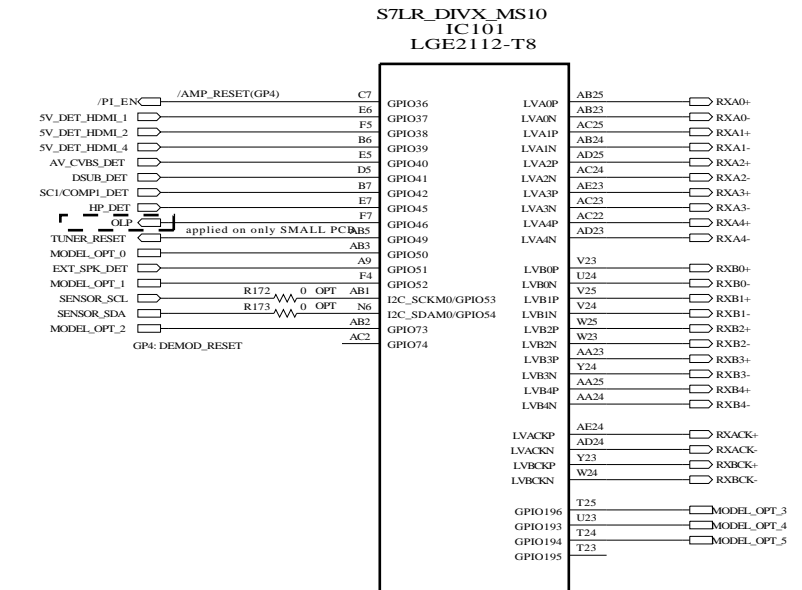 S7LR_DIVX_MS10
IC101
LGE2112-T8
/PI_EN /AMP_RESET(GP4) C7 GPIO36 LVA0P AB25 RXA0+
5V_DET_HDMI_1 E6 GPIO37 LVA0N AB23 RXA0-
5V_DET_HDMI_2 F5 GPIO38 LVA1P AC25 RXA1+
5V_DET_HDMI_4 B6 GPIO39 LVA1N AB24 RXA1-
AV_CVBS_DET E5 GPIO40 LVA2P AD25 RXA2+
DSUB_DET D5 GPIO41 LVA2N AC24 RXA2-
SC1/COMP1_DET B7 GPIO42 LVA3P AE23 RXA3+
HP_DET E7 GPIO45 LVA3N AC23 RXA3-
OLP F7 GPIO46 LVA4P AC22 RXA4+
applied on only SMALL PCB
TUNER_RESET AB5 GPIO49 LVA4N AD23 RXA4-
MODEL_OPT_0 AB3 GPIO50
EXT_SPK_DET A9 GPIO51 LVB0P V23 RXB0+
MODEL_OPT_1 F4 GPIO52 LVB0N U24 RXB0-
SENSOR_SCL R172 0 OPT AB1 I2C_SCKM0/GPIO53 LVB1P V25 RXB1+
SENSOR_SDA R173 0 OPT N6 I2C_SDAM0/GPIO54 LVB1N V24 RXB1-
MODEL_OPT_2 AB2 GPIO73 LVB2P W25 RXB2+
GP4: DEMOD_RESET AC2 GPIO74 LVB2N W23 RXB2-
LVB3P AA23 RXB3+
LVB3N Y24 RXB3-
LVB4P AA25 RXB4+
LVB4N AA24 RXB4-
LVACKP AE24 RXACK+
LVACKN AD24 RXACK-
LVBCKP Y23 RXBCK+
LVBCKN W24 RXBCK-
GPIO196 T25 MODEL_OPT_3
GPIO193 U23 MODEL_OPT_4
GPIO194 T24 MODEL_OPT_5
GPIO195 T23